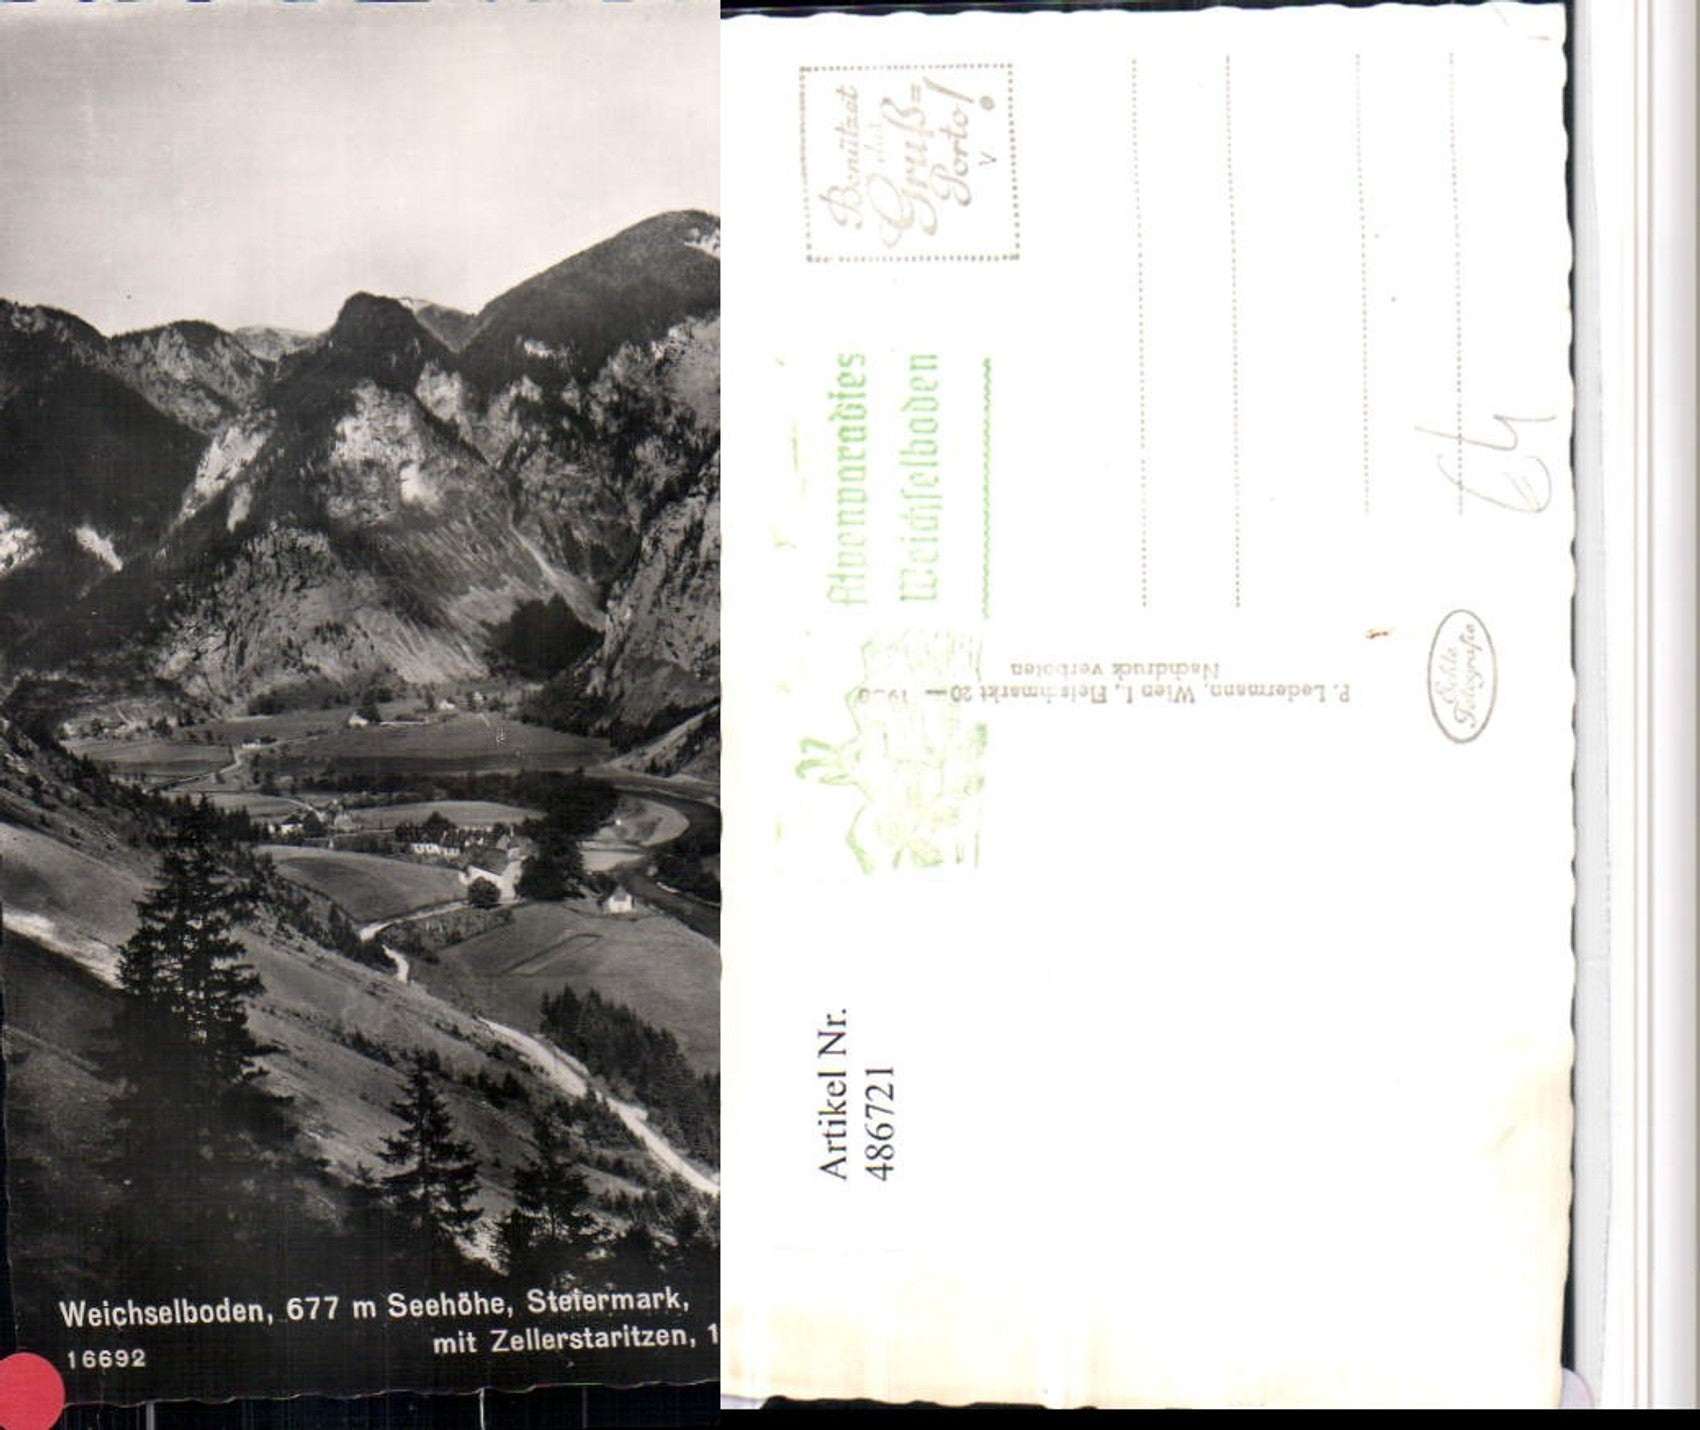 Weichselboden, 677 m Seehöhe, Steiermark,
mit Zellerstaritzen, 1
16692
Benützet
das
Gruß=
Porto!
Alpenparadies
Weichselboden
P. Ledermann, Wien I., Fleischmarkt 20 —
Nachdruck verboten
Echte
Fotografie
Artikel Nr.
486721